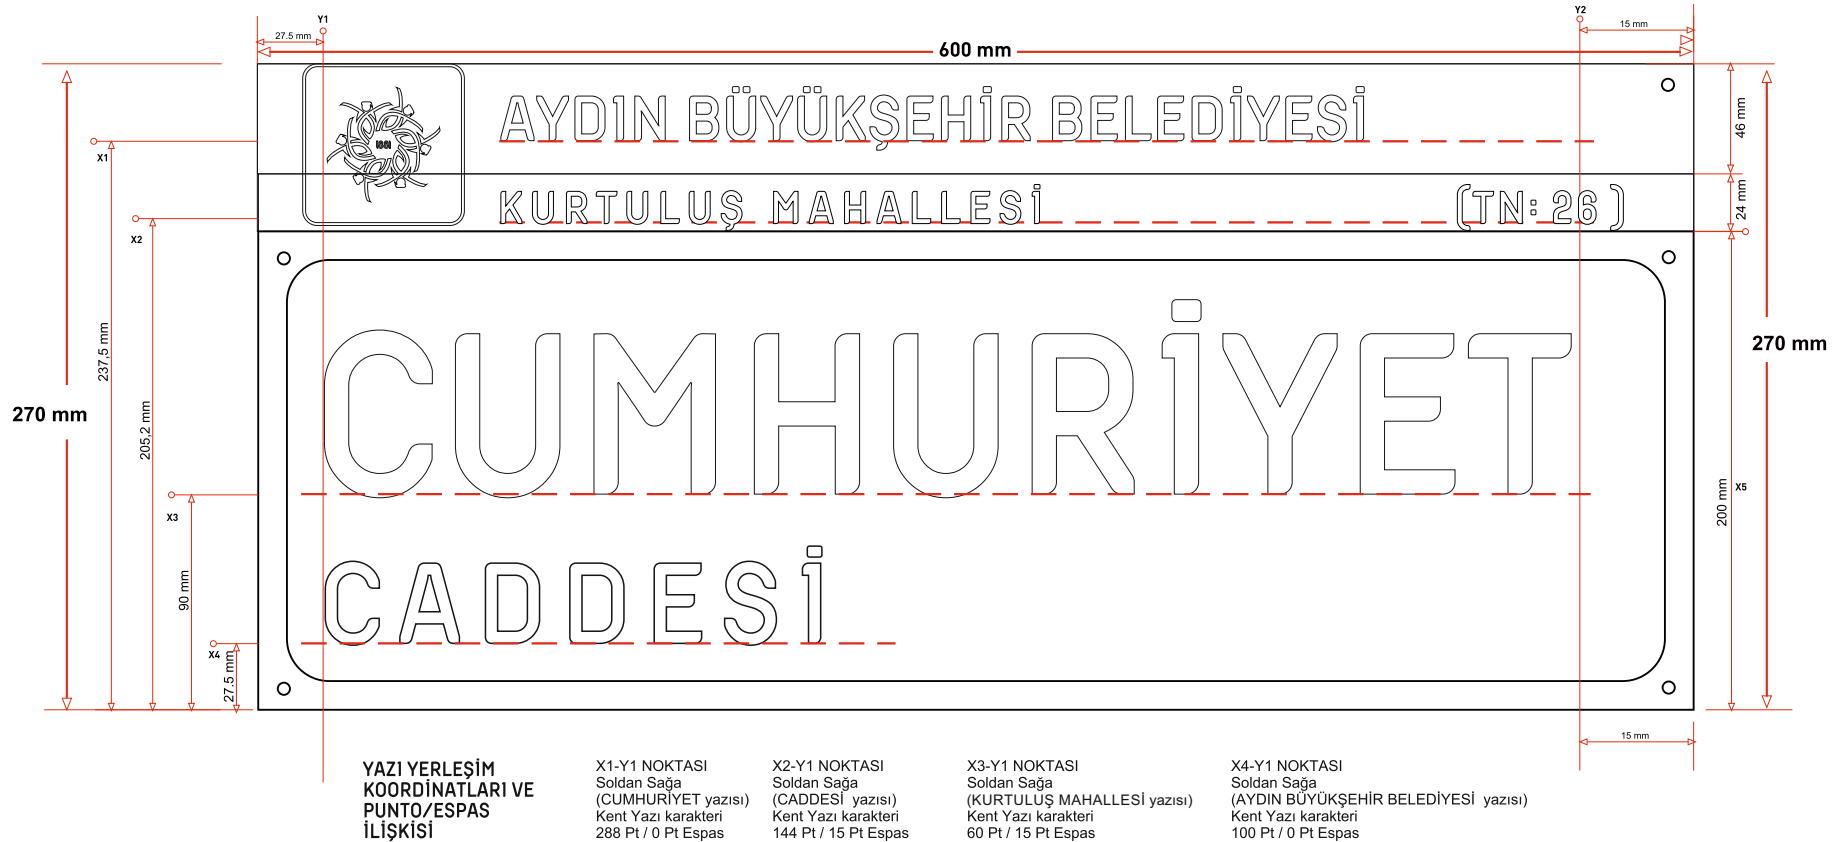 Y1
Y2
27.5 mm
15 mm
600 mm
AYDIN BÜYÜKŞEHİR BELEDİYESİ
46 mm
X1
KURTULUŞ MAHALLESİ (TN: 26 )
24 mm
X2
237,5 mm
270 mm
CUMHURİYET
270 mm
205,2 mm
X5
200 mm
X3
90 mm
CADDESİ
X4
27.5 mm
15 mm
YAZI YERLEŞİM
KOORDİNATLARI VE
PUNTO/ESPAS
İLİŞKİSİ
X1-Y1 NOKTASI
Soldan Sağa
(CUMHURİYET yazısı)
Kent Yazı karakteri
288 Pt / 0 Pt Espas
X2-Y1 NOKTASI
Soldan Sağa
(CADDESİ yazısı)
Kent Yazı karakteri
144 Pt / 15 Pt Espas
X3-Y1 NOKTASI
Soldan Sağa
(KURTULUŞ MAHALLESİ yazısı)
Kent Yazı karakteri
60 Pt / 15 Pt Espas
X4-Y1 NOKTASI
Soldan Sağa
(AYDIN BÜYÜKŞEHİR BELEDİYESİ yazısı)
Kent Yazı karakteri
100 Pt / 0 Pt Espas